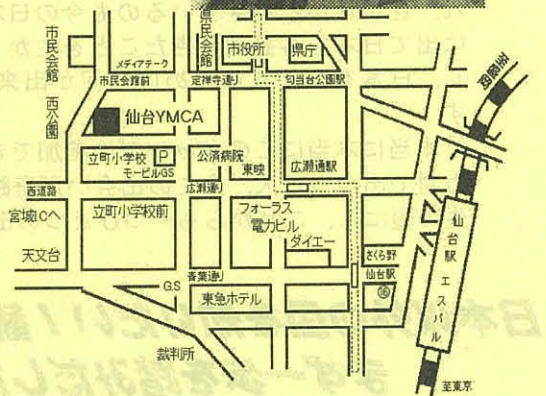 市民会館
県民会館
市役所
県庁
メディアテーク
市民会館前
定禅寺通り
勾当台公園駅
至盛岡
西公園
仙台YMCA
立町小学校
P
モービルGS
公済病院
東映
広瀬通駅
西道路
広瀬通り
宮城ICへ
立町小学校前
フォーラス
電力ビル
ダイエー
天文台
さくら野
仙台駅
青葉通り
⑯
G.S
東急ホテル
裁判所
仙台駅 エスパル
至東京